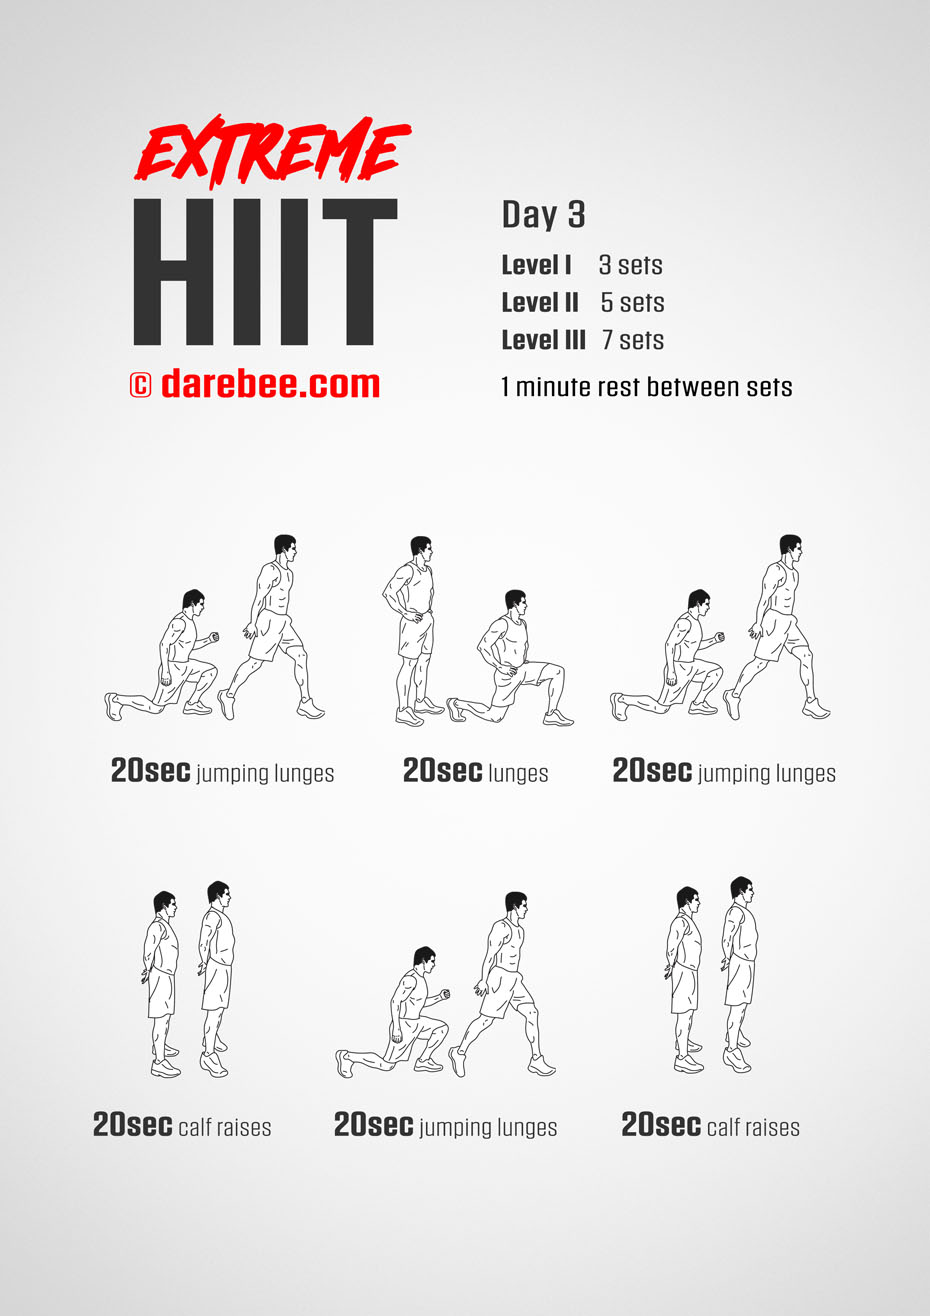 EXTREME
HIIT
© darebee.com
Day 3
Level I 3 sets
Level II 5 sets
Level III 7 sets
1 minute rest between sets
20sec jumping lunges
20sec lunges
20sec jumping lunges
20sec calf raises
20sec jumping lunges
20sec calf raises